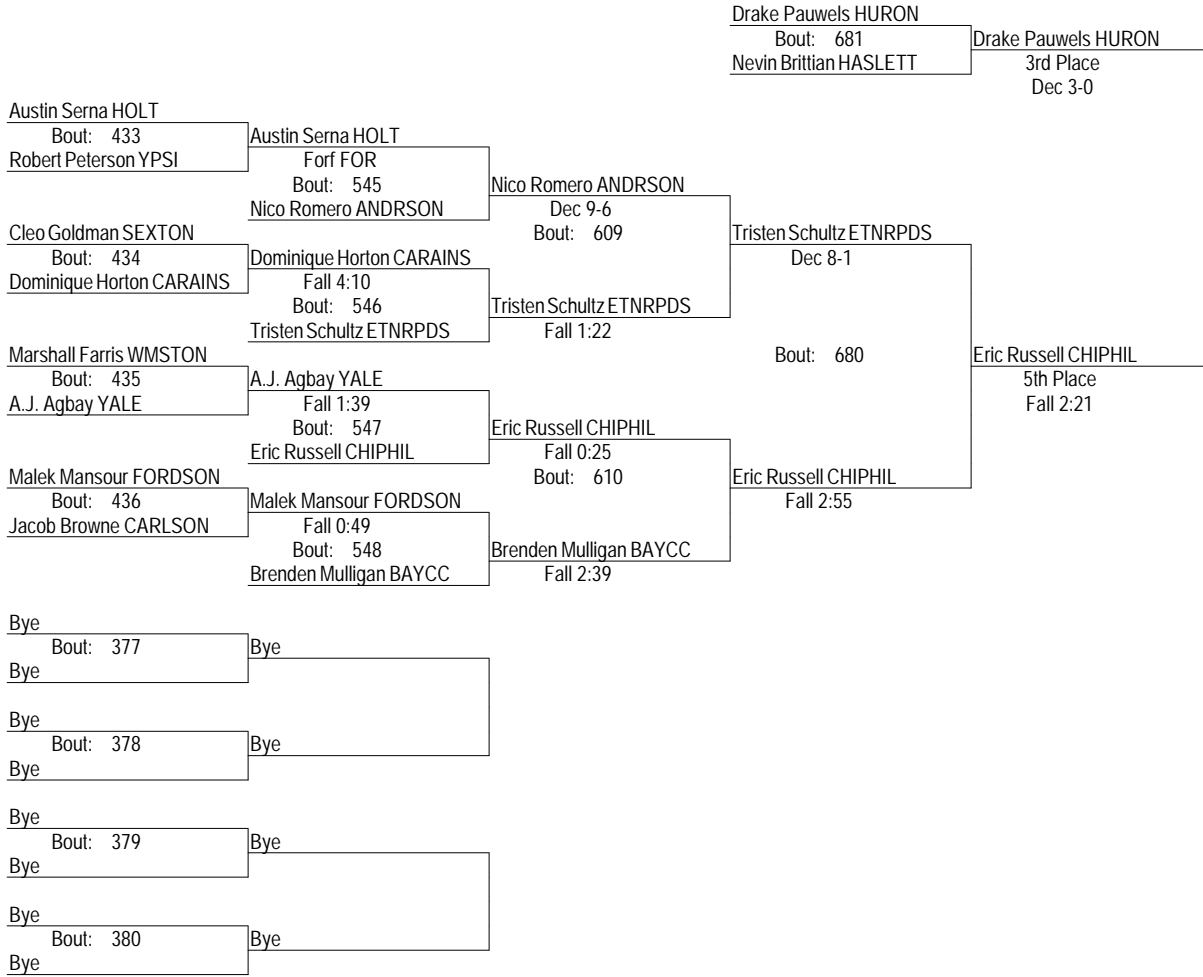 Drake Pauwels HURON
Bout: 681
Drake Pauwels HURON
Nevin Brittian HASLETT
3rd Place
Dec 3-0
Austin Serna HOLT
Bout: 433
Austin Serna HOLT
Robert Peterson YPSI
Forf FOR
Bout: 545
Nico Romero ANDRSON
Nico Romero ANDRSON
Dec 9-6
Cleo Goldman SEXTON
Bout: 609
Tristen Schultz ETNRPDS
Bout: 434
Dominique Horton CARAINS
Dec 8-1
Dominique Horton CARAINS
Fall 4:10
Bout: 546
Tristen Schultz ETNRPDS
Tristen Schultz ETNRPDS
Fall 1:22
Marshall Farris WMSTON
Bout: 680
Eric Russell CHIPHIL
Bout: 435
A.J. Agbay YALE
5th Place
A.J. Agbay YALE
Fall 1:39
Fall 2:21
Bout: 547
Eric Russell CHIPHIL
Eric Russell CHIPHIL
Fall 0:25
Malek Mansour FORDSON
Bout: 610
Eric Russell CHIPHIL
Bout: 436
Malek Mansour FORDSON
Fall 2:55
Jacob Browne CARLSON
Fall 0:49
Bout: 548
Brenden Mulligan BAYCC
Brenden Mulligan BAYCC
Fall 2:39
Bye
Bout: 377
Bye
Bye
Bye
Bout: 378
Bye
Bye
Bye
Bout: 379
Bye
Bye
Bye
Bout: 380
Bye
Bye